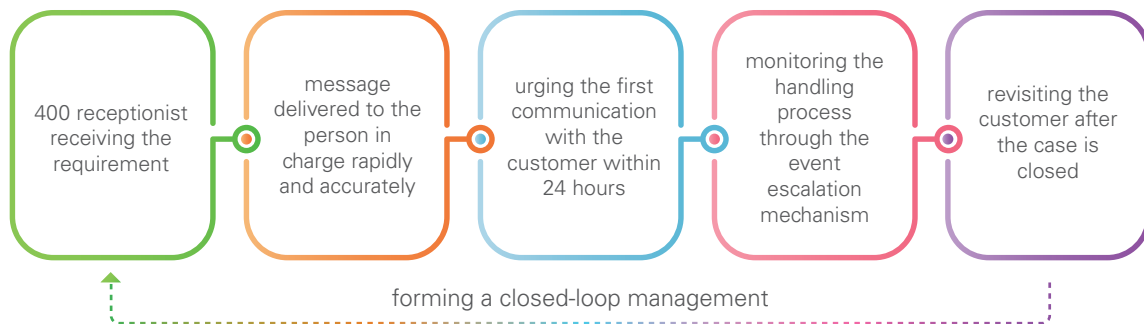 400 receptionist
receiving the
requirement
message
delivered to the
person in
charge rapidly
and accurately
urging the first
communication
with the
customer within
24 hours
monitoring the
handling
process
through the
event
escalation
mechanism
revisiting the
customer after
the case is
closed
forming a closed-loop management